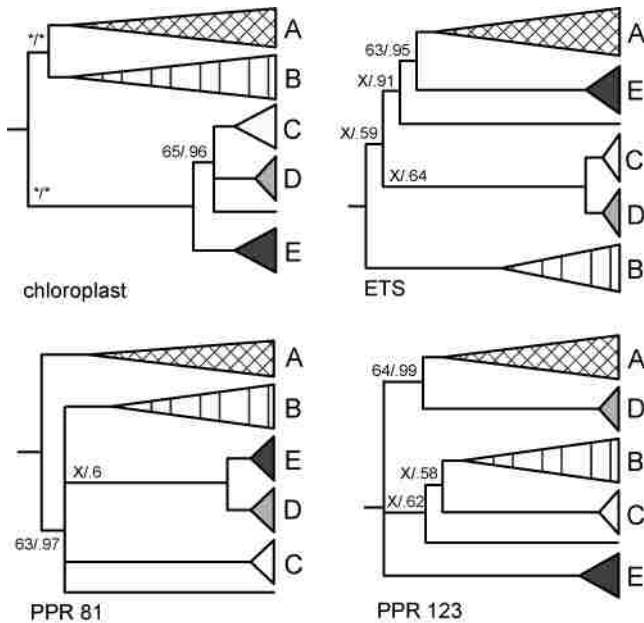 A
*/*
B
C
65/.96
D
*/*
E
chloroplast
A
63/.95
E
X/.91
X/.59
C
X/.64
D
B
ETS
A
B
E
X/.6
D
63/.97
C
PPR 81
A
64/.99
D
B
X/.58
C
X/.62
E
PPR 123